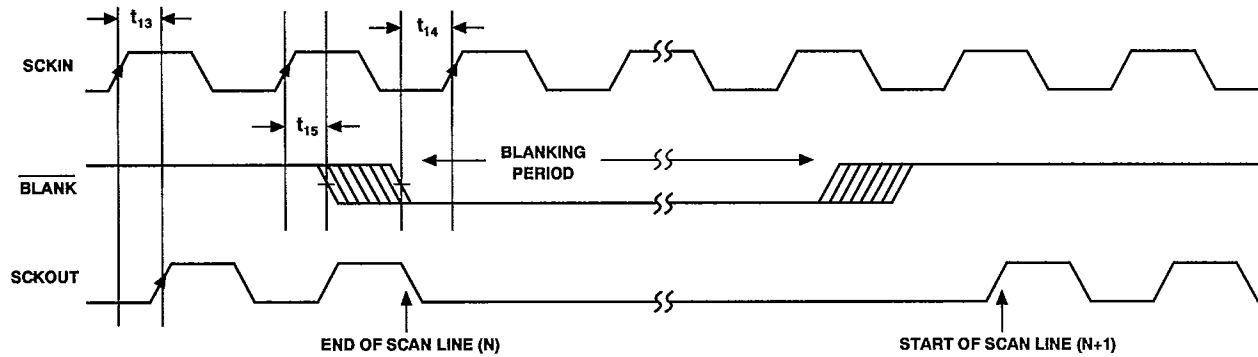 t13
t14
SCKIN
t15
BLANKING
PERIOD
BLANK
SCKOUT
END OF SCAN LINE (N)
START OF SCAN LINE (N+1)